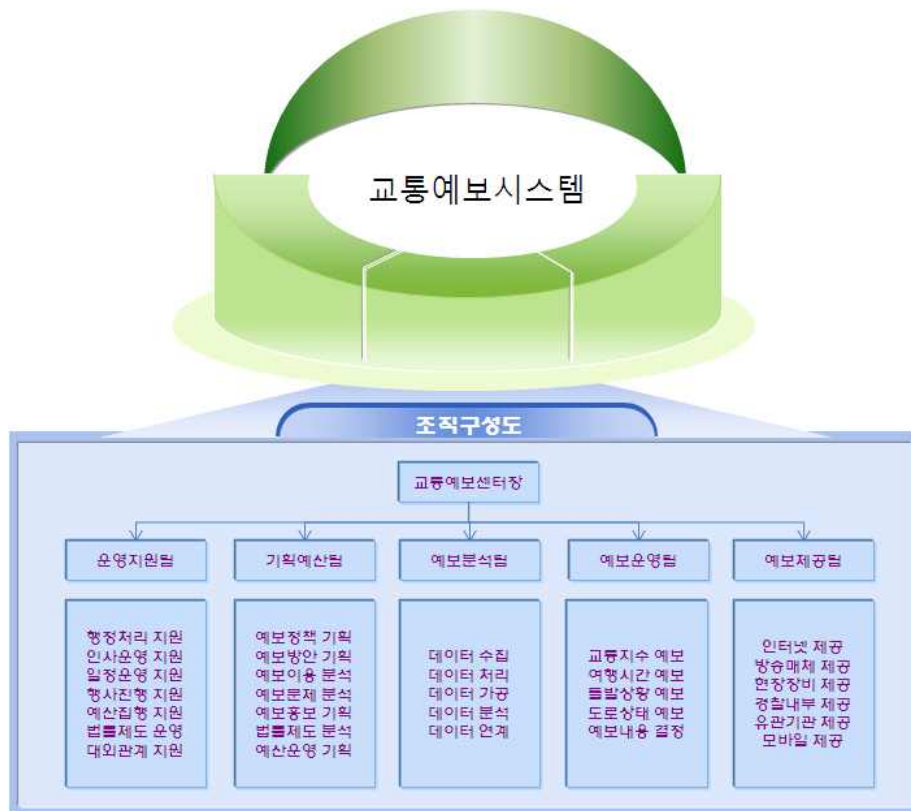 교통예보시스템
조직구성도
교통예보센터장
운영지원팀
기획예산팀
예보분석팀
예보운영팀
예보제공팀
행정처리 지원
인사운영 지원
일정운영 지원
행사진행 지원
예산집행 지원
법률제도 운영
대외관계 지원
예보정책 기획
예보방안 기획
예보이용 분석
예보문제 분석
예보홍보 기획
법률제도 분석
예산운영 기획
데이터 수집
데이터 처리
데이터 가공
데이터 분석
데이터 연계
교통지수 예보
여행시간 예보
돌발상황 예보
도로상태 예보
예보내용 결정
인터넷 제공
방송매체 제공
현장장비 제공
경찰내부 제공
유관기관 제공
모바일 제공